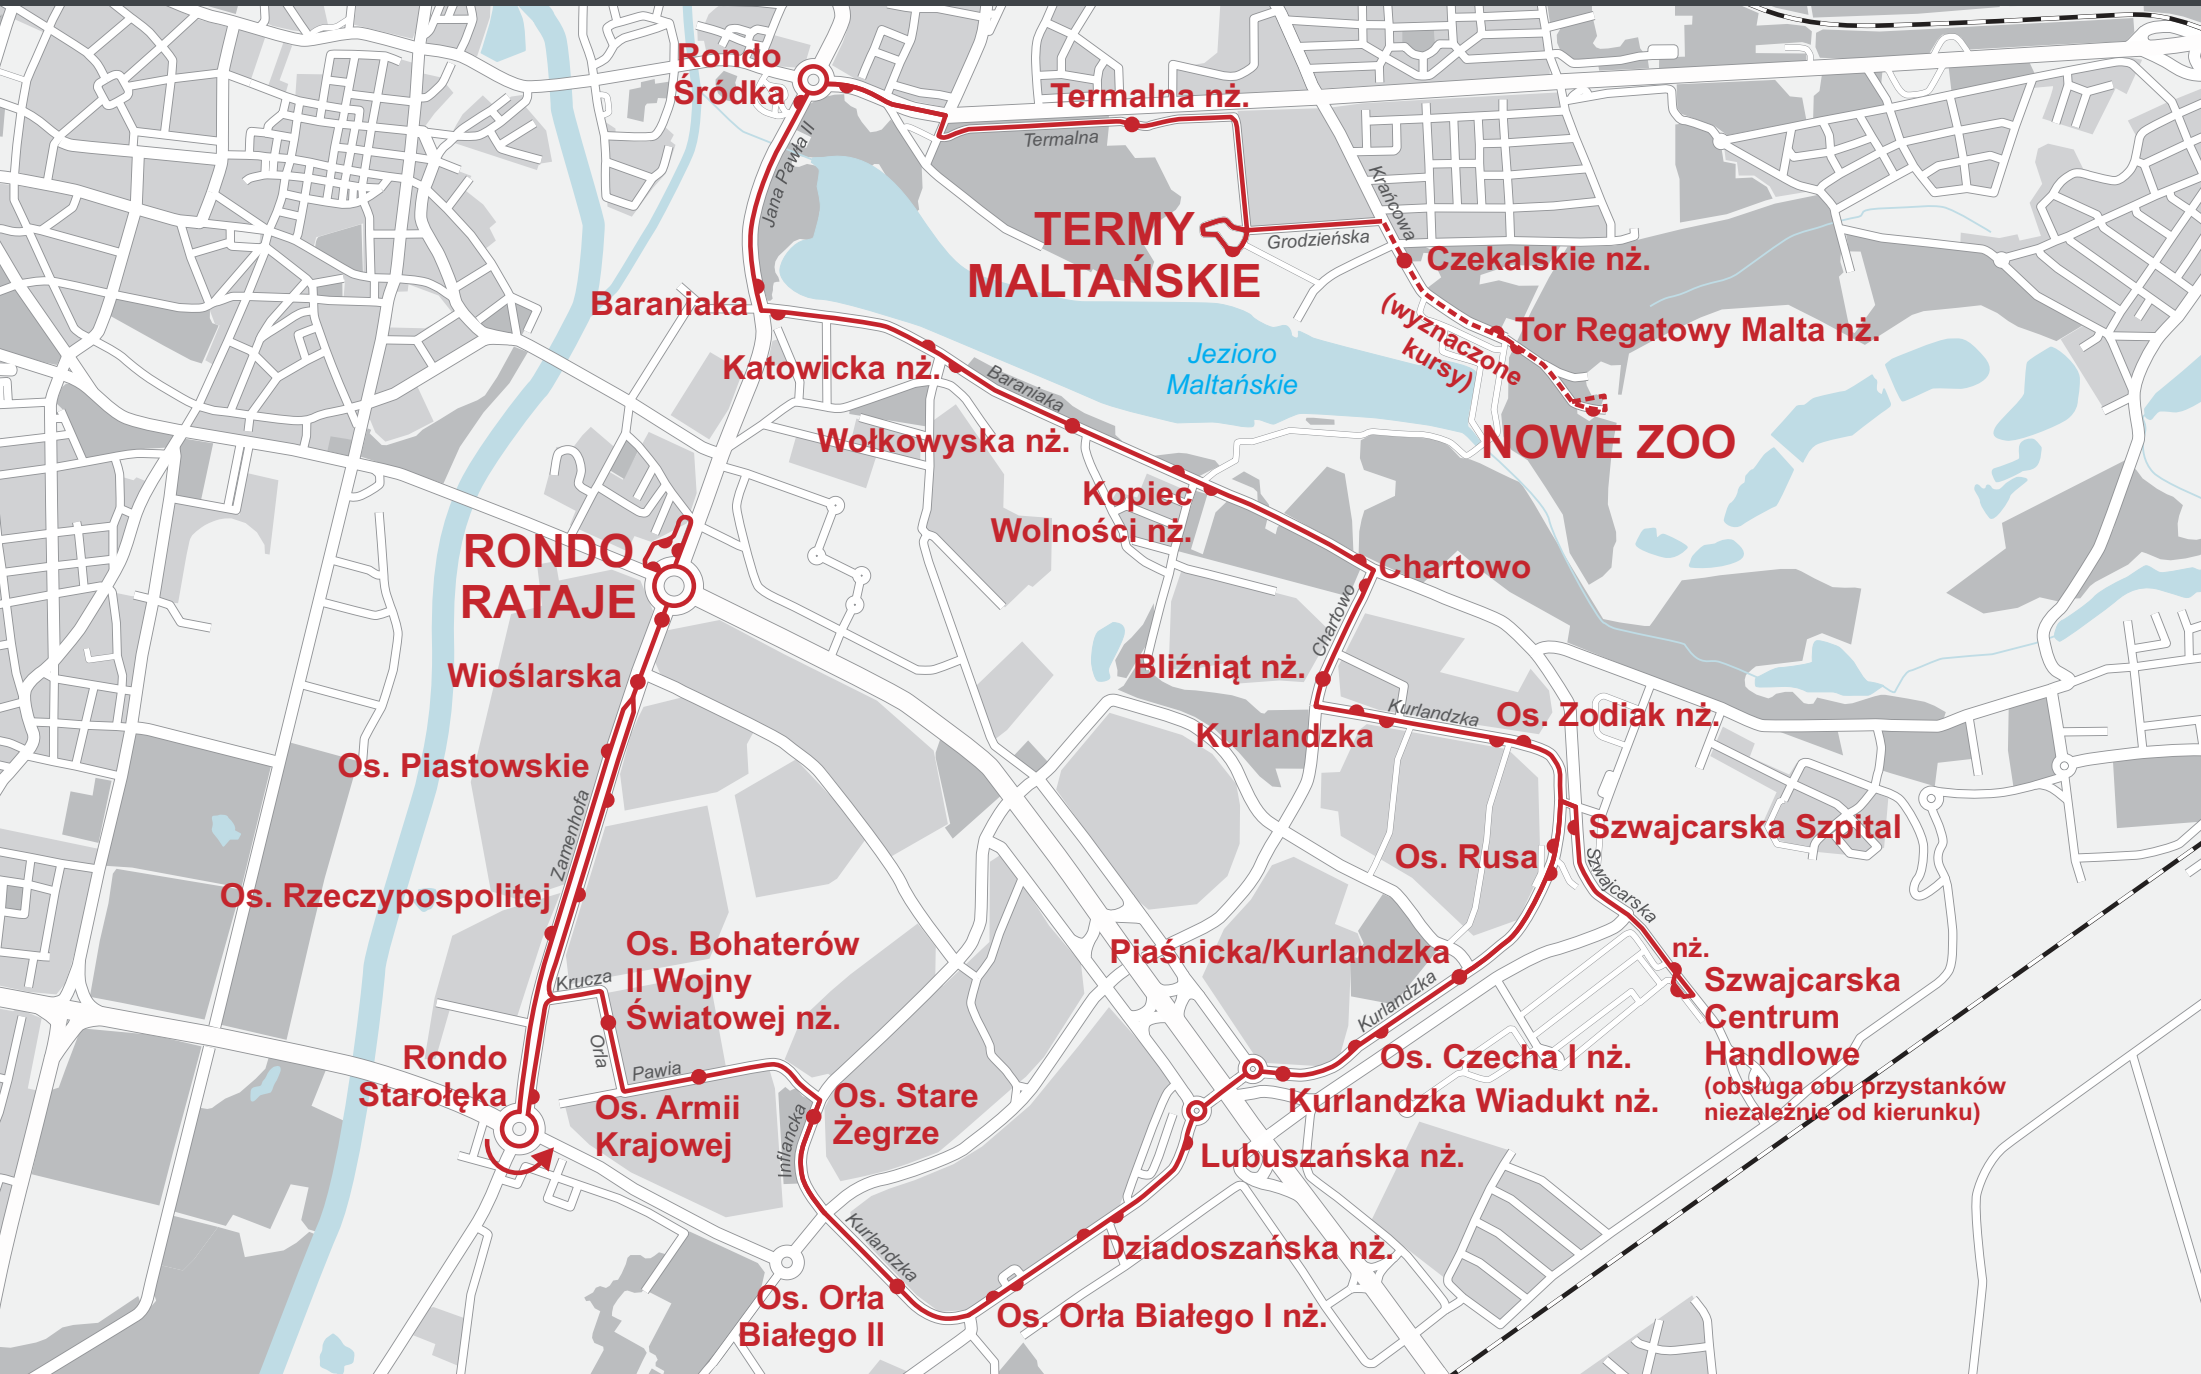 Rondo
Śródka
Termalna nż.
Termalna
Jana Pawła II
Krańcowa
TERMY
MALTAŃSKIE
Grodzieńska
Czekalskie nż.
Baraniaka
(wyznaczone
kursy)
Tor Regatowy Malta nż.
Jezioro
Maltańskie
Katowicka nż.
Baraniaka
Wołkowyska nż.
NOWE ZOO
Kopiec
Wolności nż.
RONDO
RATAJE
Chartowo
Chartowo
Wioślarska
Bliźniąt nż.
Kurlandzka
Os. Zodiak nż.
Kurlandzka
Os. Piastowskie
Zamenhofa
Szwajcarska Szpital
Os. Rusa
Szwajcarska
Os. Rzeczypospolitej
Os. Bohaterów
II Wojny
Światowej nż.
Krucza
Piaśnicka/Kurlandzka
nż.
Szwajcarska
Centrum
Handlowe
(obsługa obu przystanków
niezależnie od kierunku)
Kurlandzka
Orla
Rondo
Starołęka
Pawia
Os. Czecha I nż.
Os. Armii
Krajowej
Os. Stare
Żegrze
Kurlandzka Wiadukt nż.
Inflancka
Lubuszańska nż.
Kurlandzka
Dziadoszańska nż.
Os. Orła
Białego II
Os. Orła Białego I nż.